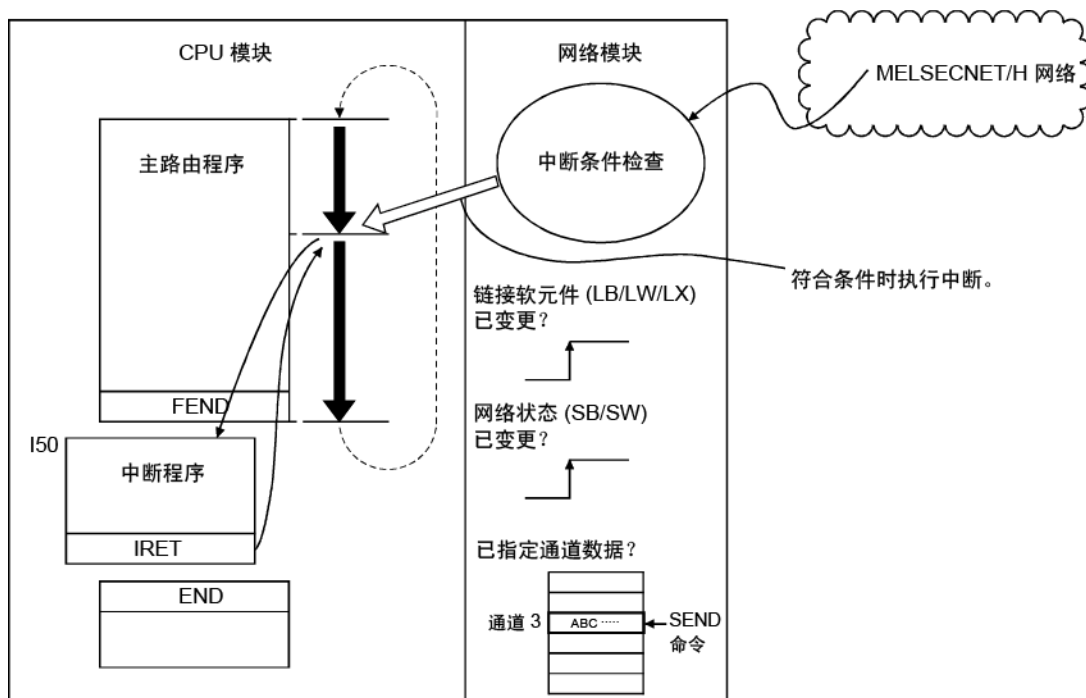 CPU 模块
主路由程序
FEND
I50
中断程序
IRET
END
网络模块
MELSECNET/H 网络
中断条件检查
符合条件时执行中断。
链接软元件 (LB/LW/LX)
已变更？
网络状态 (SB/SW)
已变更？
已指定通道数据？
通道 3
ABC ·····
SEND
命令